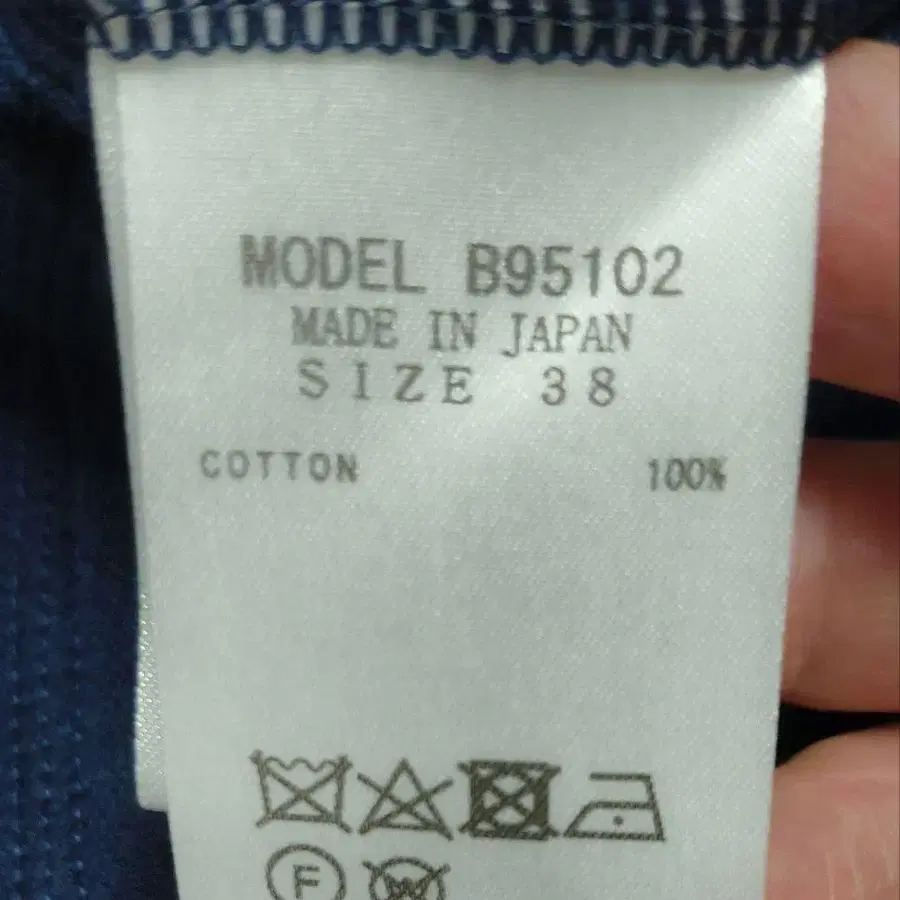 MODEL B95102
MADE IN JAPAN
SIZE 38
COTTON 100%
F W